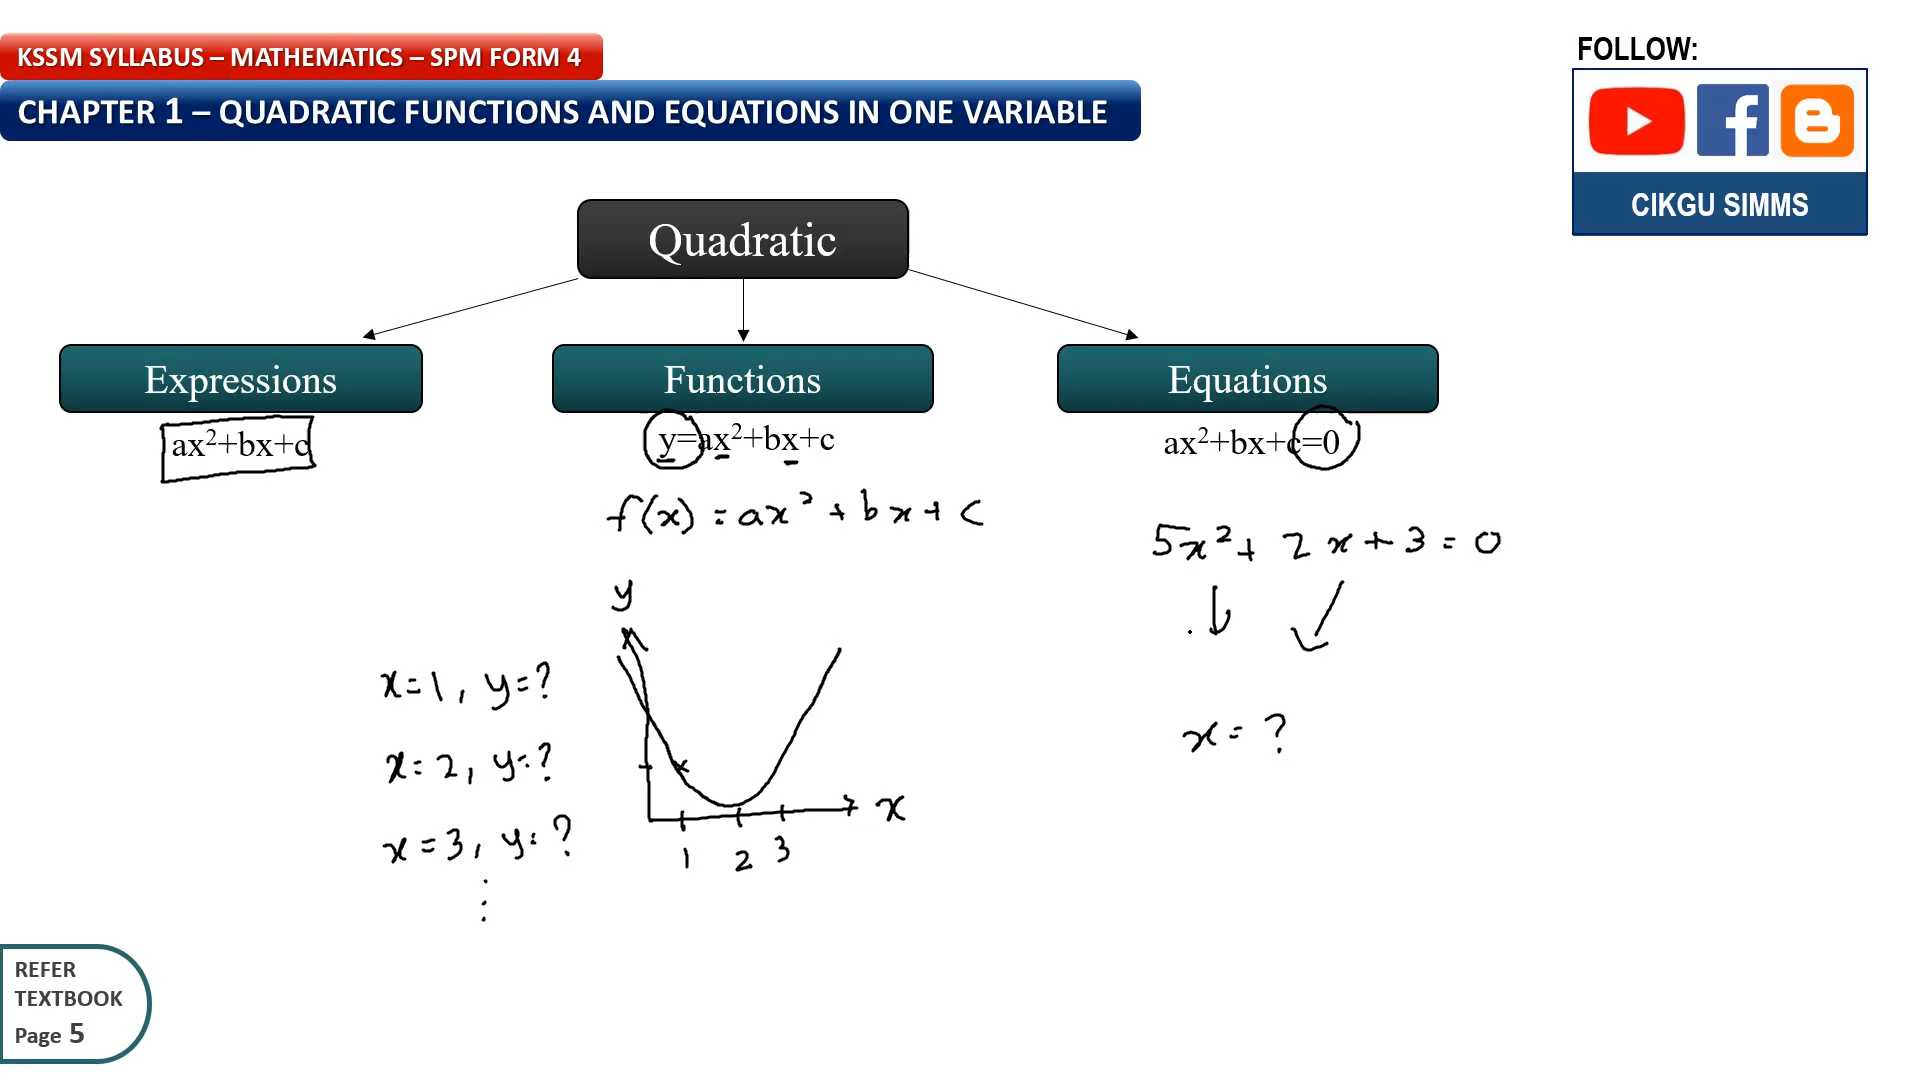 KSSM SYLLABUS – MATHEMATICS – SPM FORM 4
CHAPTER 1 – QUADRATIC FUNCTIONS AND EQUATIONS IN ONE VARIABLE
FOLLOW:
CIKGU SIMMS
Quadratic
Expressions
ax²+bx+c
Functions
y=ax²+bx+c
f(x) = ax² + bx + c
Equations
ax²+bx+c=0
5x² + 2x + 3 = 0
x = ?
x=1, y=?
x=2, y=?
x=3, y=?
y
x
1 2 3
REFER
TEXTBOOK
Page 5